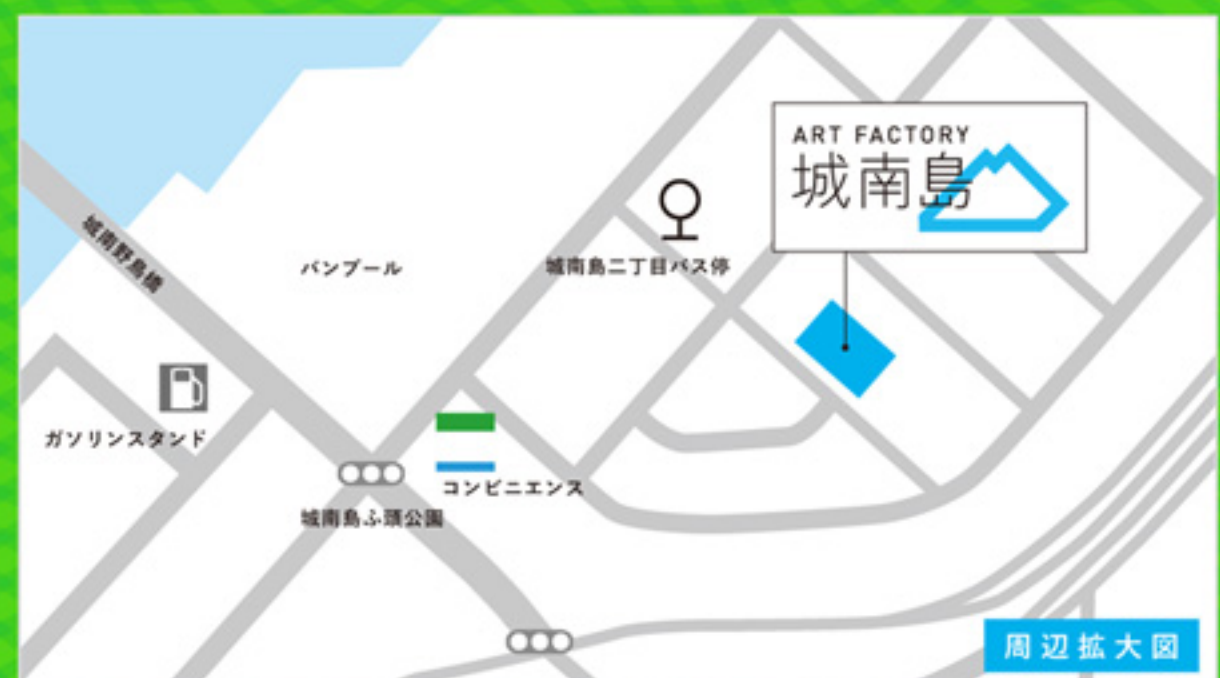 ART FACTORY
城南島
城南野鳥橋
バンプール
城南島二丁目バス停
ガソリンスタンド
コンビニエンス
城南島ふ頭公園
周辺拡大図